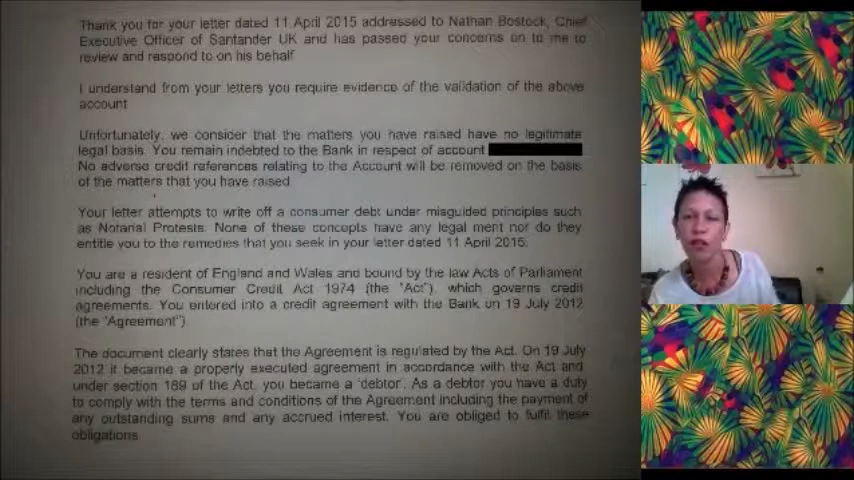 Thank you for your letter dated 11 April 2015 addressed to Nathan Bostock, Chief
Executive Officer of Santander UK and has passed your concerns on to me to
review and respond to on his behalf
I understand from your letters you require evidence of the validation of the above
account
Unfortunately, we consider that the matters you have raised have no legitimate
legal basis. You remain indebted to the Bank in respect of account
No adverse credit references relating to the Account will be removed on the basis
of the matters that you have raised
Your letter attempts to write off a consumer debt under misguided principles such
as Notarial Protests. None of these concepts have any legal merit nor do they
entitle you to the remedies that you seek in your letter dated 11 April 2015.
You are a resident of England and Wales and bound by the law Acts of Parliament
including the Consumer Credit Act 1974 (the "Act"), which governs credit
agreements. You entered into a credit agreement with the Bank on 19 July 2012
(the "Agreement")
The document clearly states that the Agreement is regulated by the Act. On 19 July
2012 it became a properly executed agreement in accordance with the Act and
under section 189 of the Act, you became a 'debtor'. As a debtor you have a duty
to comply with the terms and conditions of the Agreement including the payment of
any outstanding sums and any accrued interest. You are obliged to fulfil these
obligations